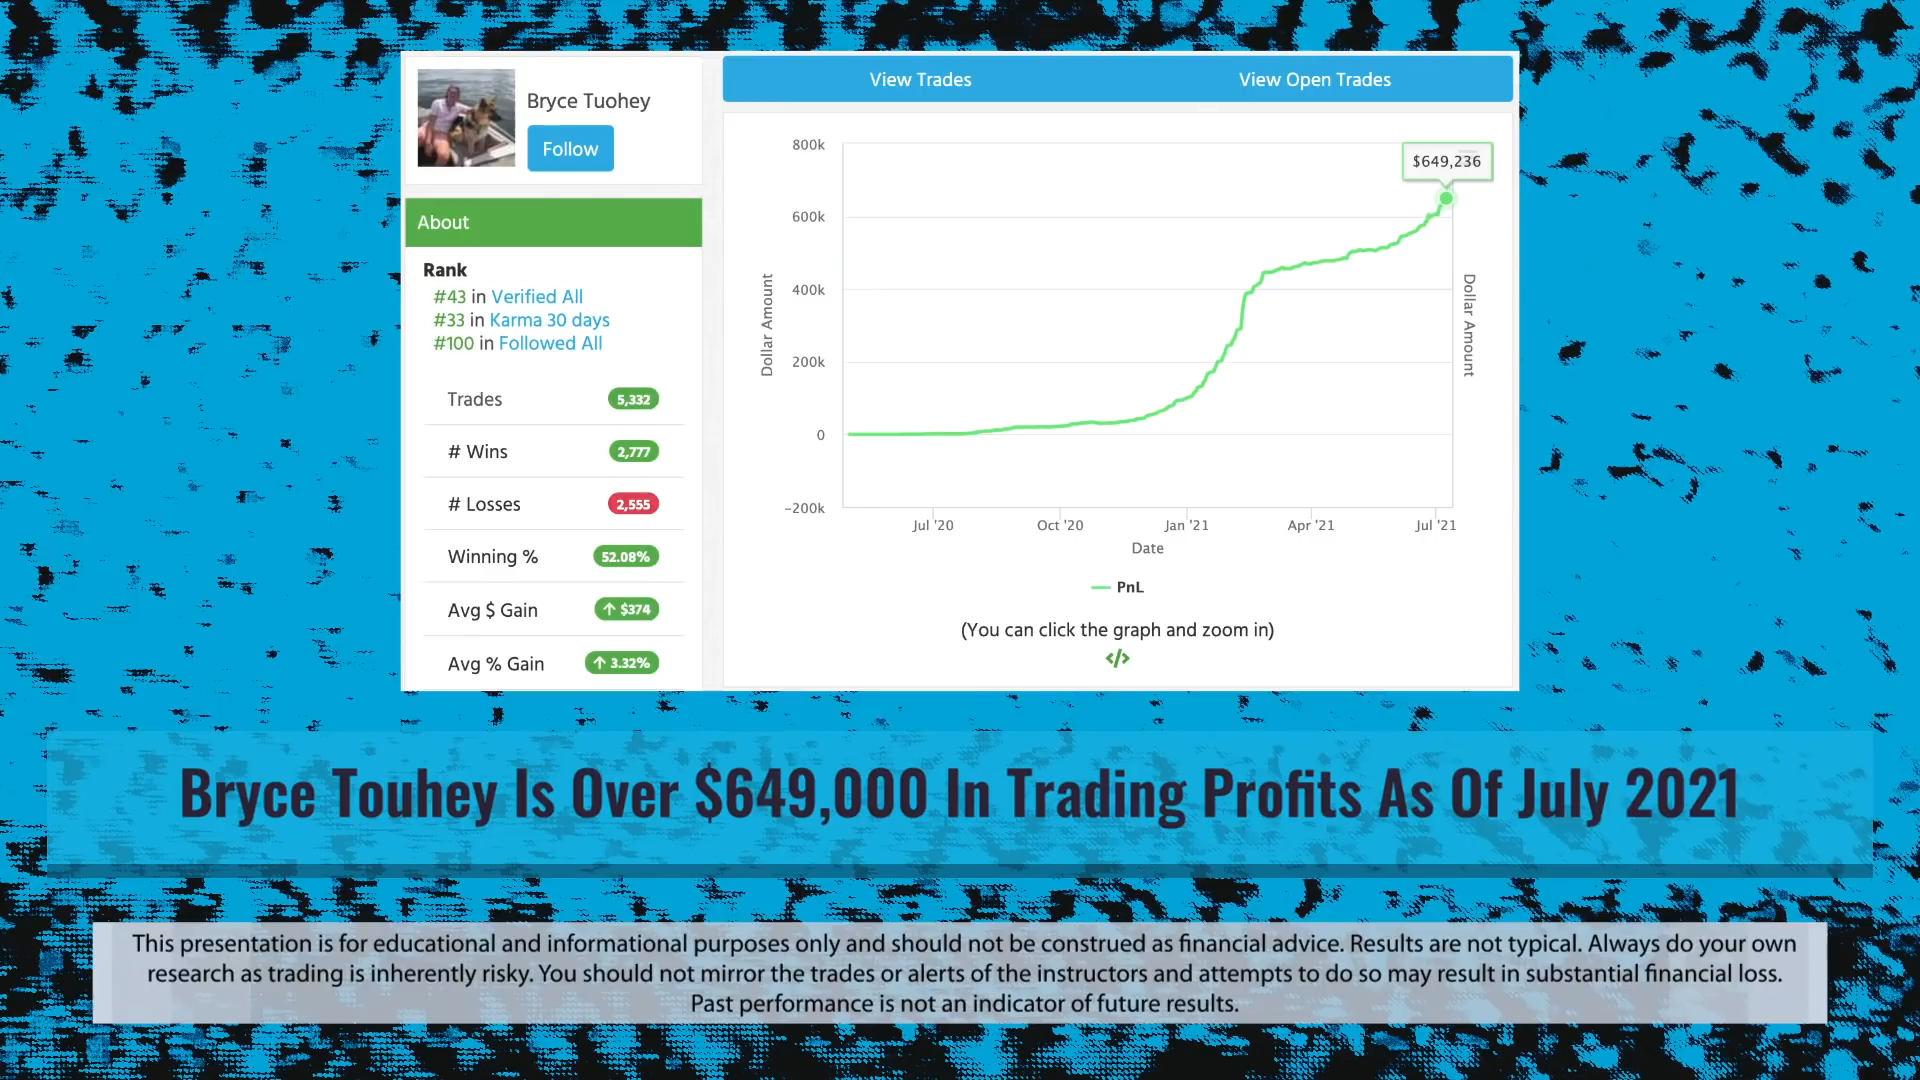 Bryce Tuohey
Follow
About
Rank
#43 in Verified All
#33 in Karma 30 days
#100 in Followed All
Trades 5,332
# Wins 2,777
# Losses 2,555
Winning % 52.08%
Avg $ Gain ↑ $374
Avg % Gain ↑ 3.32%
View Trades View Open Trades
800k
600k
400k
200k
0
-200k
Dollar Amount
$649,236
Dollar Amount
Jul '20 Oct '20 Jan '21 Apr '21 Jul '21
Date
PnL
(You can click the graph and zoom in)
</>
Bryce Touhey Is Over $649,000 In Trading Profits As Of July 2021
This presentation is for educational and informational purposes only and should not be construed as financial advice. Results are not typical. Always do your own
research as trading is inherently risky. You should not mirror the trades or alerts of the instructors and attempts to do so may result in substantial financial loss.
Past performance is not an indicator of future results.